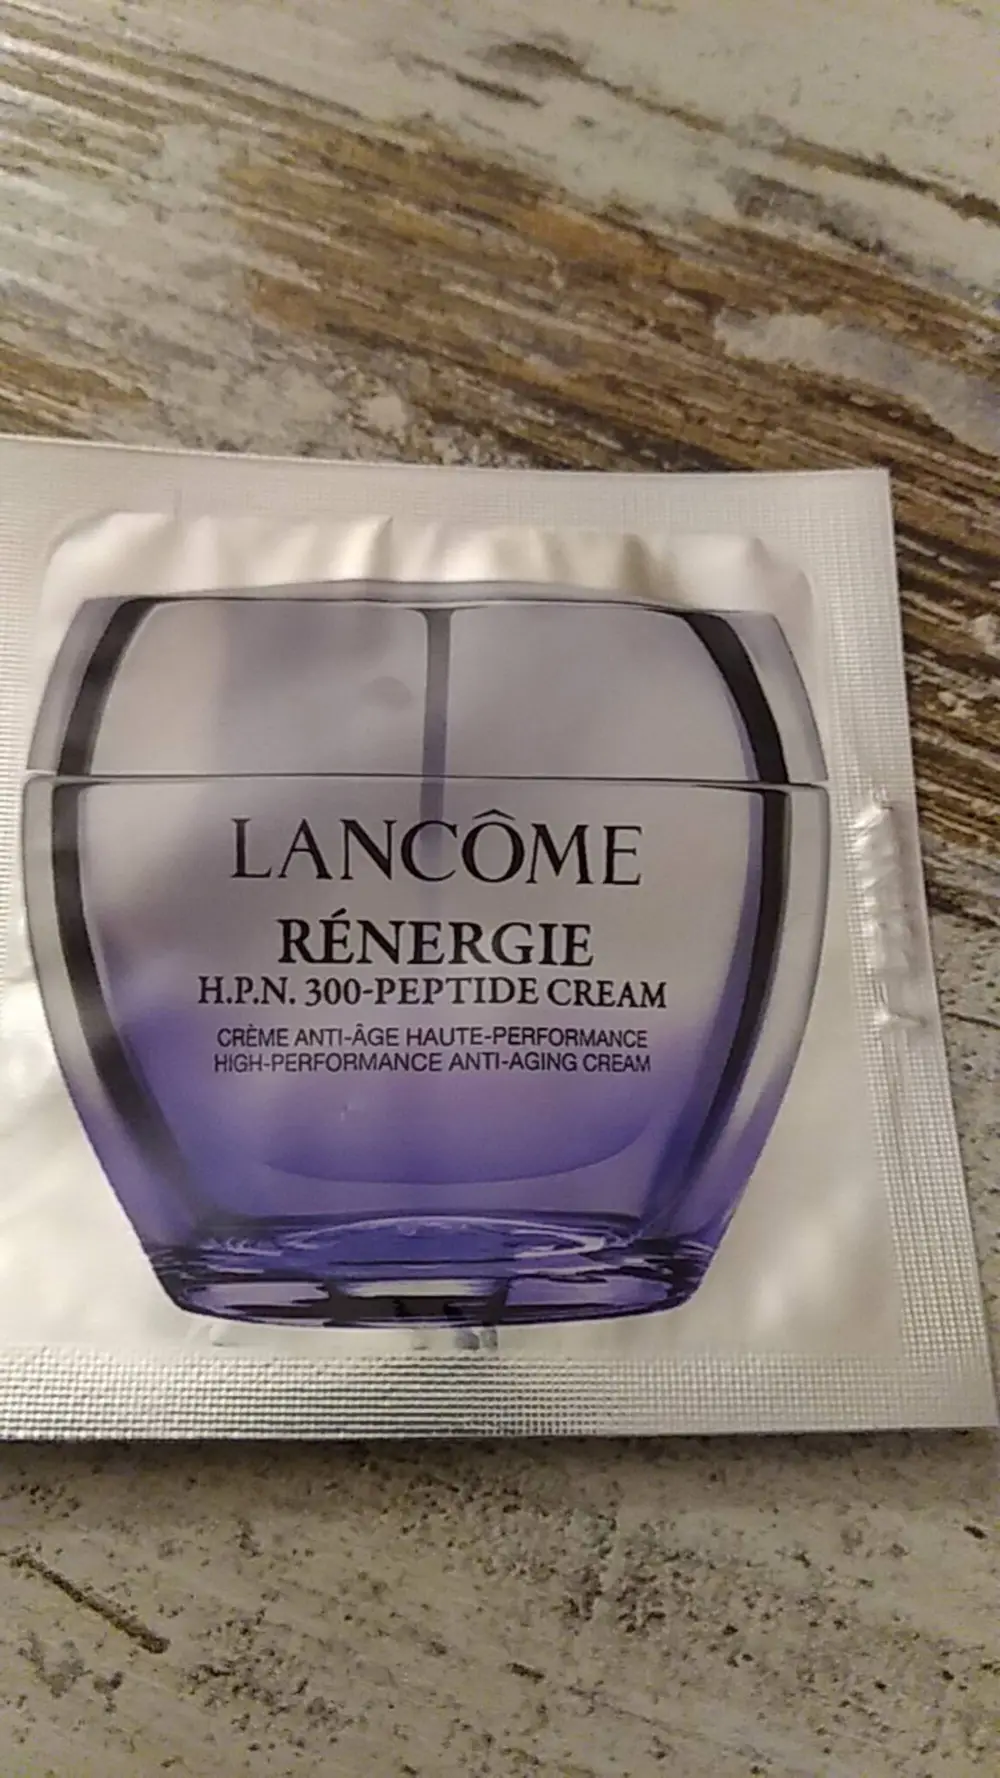 LANCÔME
RÉNERGIE
H.P.N. 300-PEPTIDE CREAM
CRÈME ANTI-ÂGE HAUTE-PERFORMANCE
HIGH-PERFORMANCE ANTI-AGING CREAM